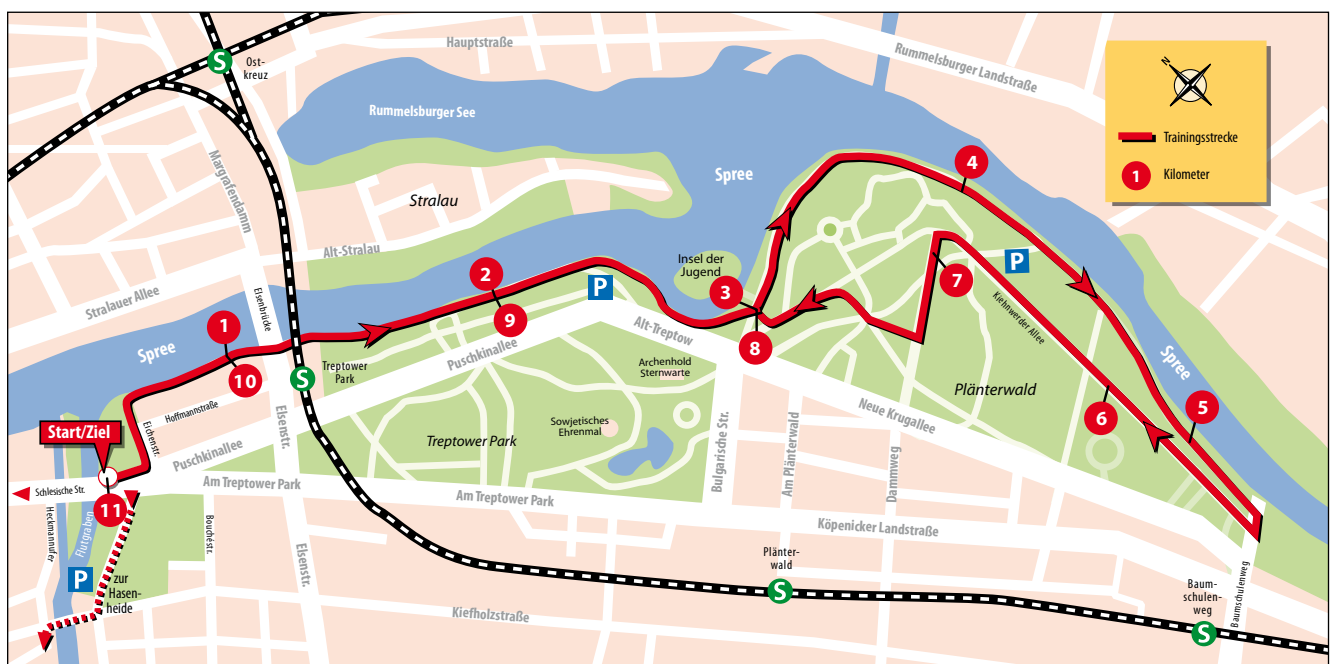 Hauptstraße
Rummelsburger Landstraße
S
Ost-
kreuz
N
Trainingsstrecke
1
Kilometer
Rummelsburger See
Margrafendamm
Spree
4
Stralau
Alt-Stralau
Insel der
Jugend
Stralauer Allee
Elsenbrücke
2
9
P
3
8
7
P
Kiehnwerder Allee
1
10
Spree
Puschkinallee
Alt-Treptow
Archenhold
Sternwarte
Spree
S
Treptower
Park
Plänterwald
6
5
Hoffmannstraße
Eichenstr.
Start/Ziel
Puschkinallee
Elsenstr.
Treptower Park
Sowjetisches
Ehrenmal
Bulgarische Str.
Am Plänterwald
Dammweg
Neue Krugallee
Schlesische Str.
11
Am Treptower Park
Am Treptower Park
Köpenicker Landstraße
Heckmannufer
Flutgraben
Bouchéstr.
Elsenstr.
P
zur
Hasen-
heide
Kiefholzstraße
Plänter-
wald
S
Baum-
schulen-
weg
S
Baumschulenweg